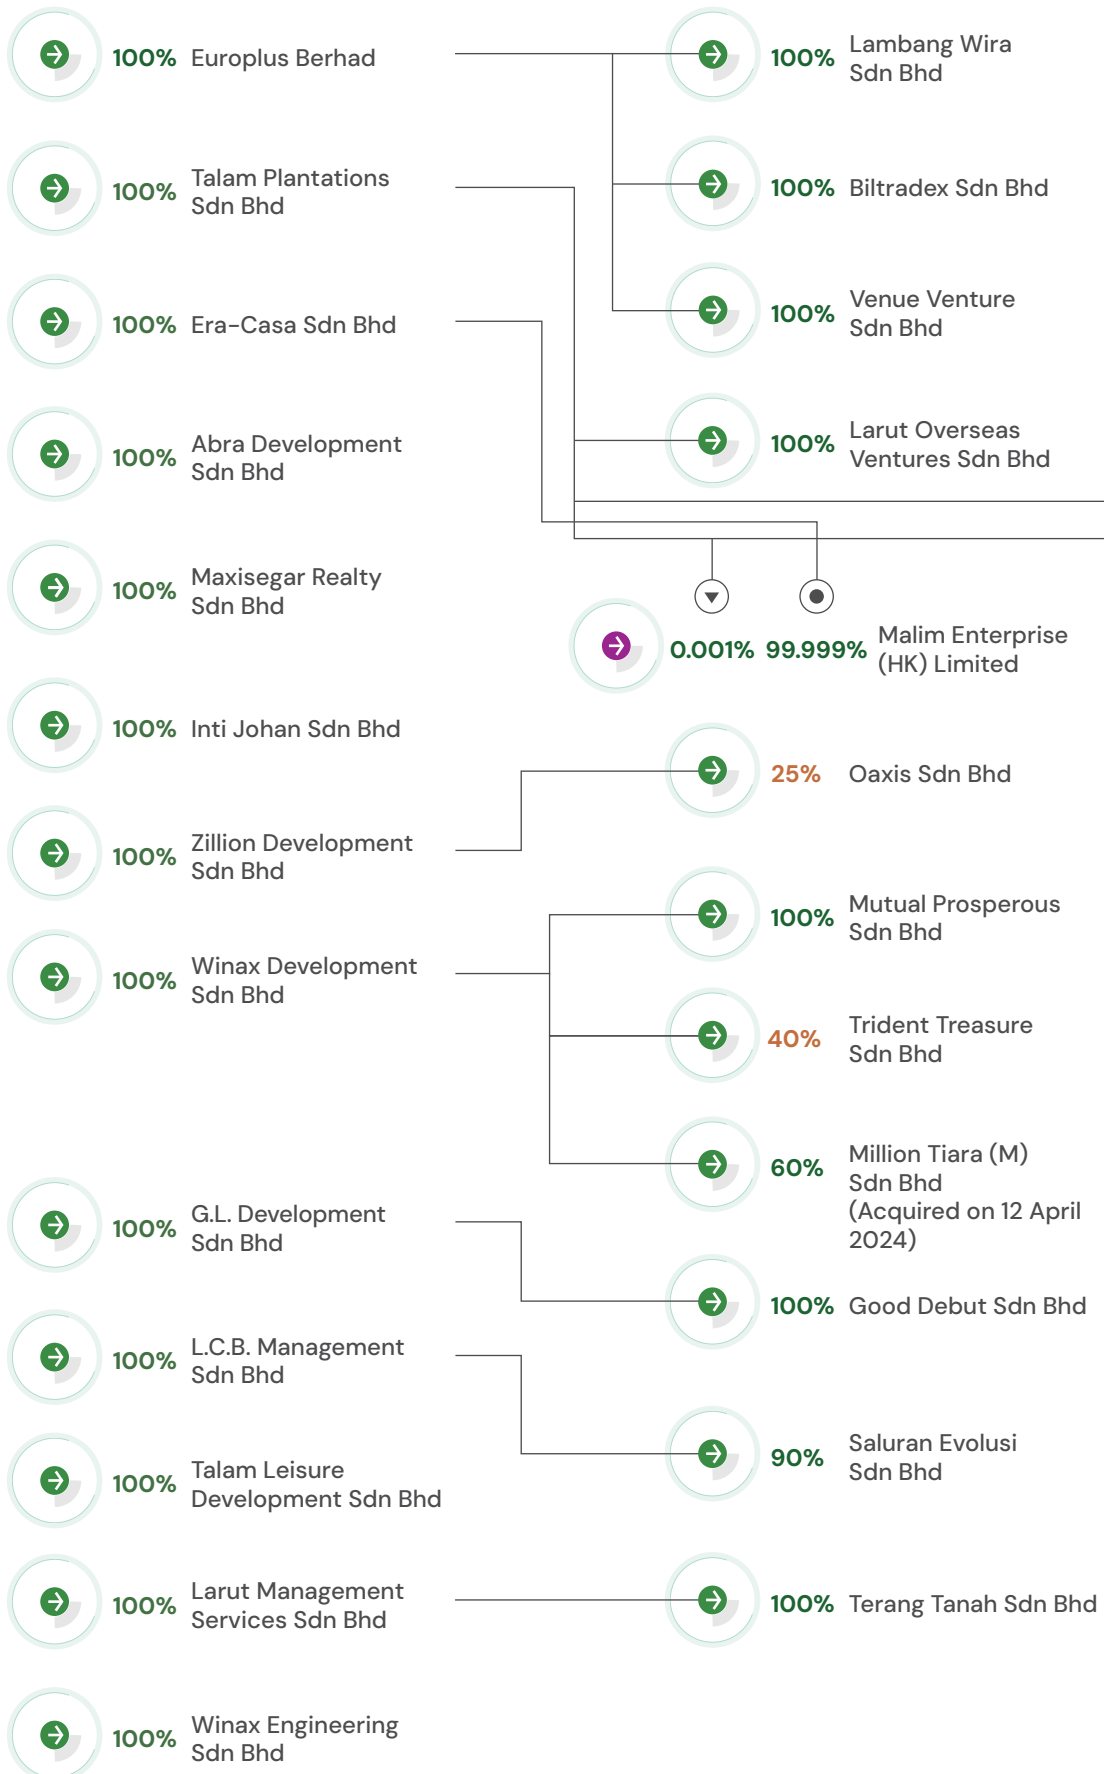 100% Europlus Berhad
100% Talam Plantations
Sdn Bhd
100% Era-Casa Sdn Bhd
100% Abra Development
Sdn Bhd
100% Maxisegar Realty
Sdn Bhd
100% Inti Johan Sdn Bhd
100% Zillion Development
Sdn Bhd
100% Winax Development
Sdn Bhd
100% G.L. Development
Sdn Bhd
100% L.C.B. Management
Sdn Bhd
100% Talam Leisure
Development Sdn Bhd
100% Larut Management
Services Sdn Bhd
100% Winax Engineering
Sdn Bhd
100% Lambang Wira
Sdn Bhd
100% Biltradex Sdn Bhd
100% Venue Venture
Sdn Bhd
100% Larut Overseas
Ventures Sdn Bhd
0.001% 99.999% Malim Enterprise
(HK) Limited
25% Oaxis Sdn Bhd
100% Mutual Prosperous
Sdn Bhd
40% Trident Treasure
Sdn Bhd
60% Million Tiara (M)
Sdn Bhd
(Acquired on 12 April
2024)
100% Good Debut Sdn Bhd
90% Saluran Evolusi
Sdn Bhd
100% Terang Tanah Sdn Bhd